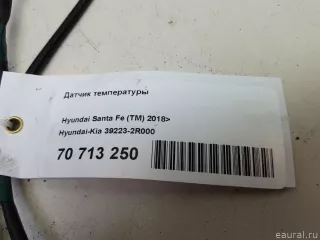 Датчик температуры
Hyundai Santa Fe (TM) 2018>
Hyundai-Kia 39223-2R000
70 713 250
eaural.ru